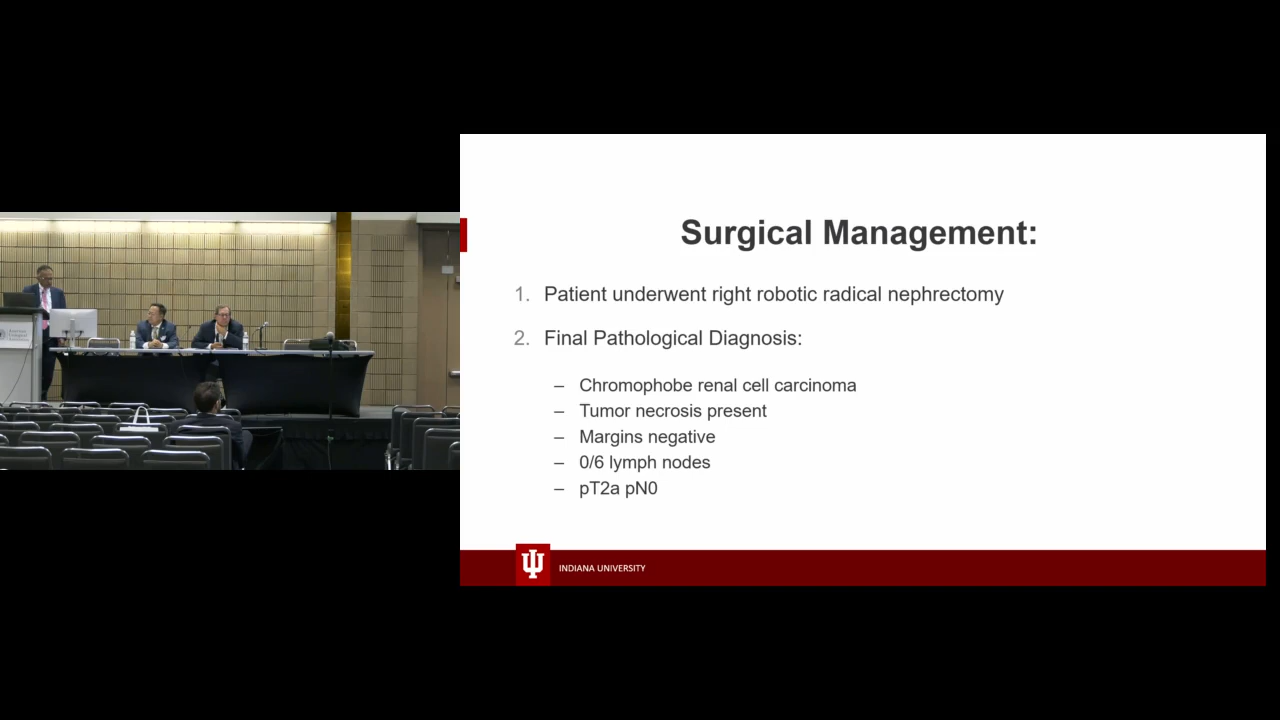 Surgical Management:
1. Patient underwent right robotic radical nephrectomy
2. Final Pathological Diagnosis:
– Chromophobe renal cell carcinoma
– Tumor necrosis present
– Margins negative
– 0/6 lymph nodes
– pT2a pN0
INDIANA UNIVERSITY